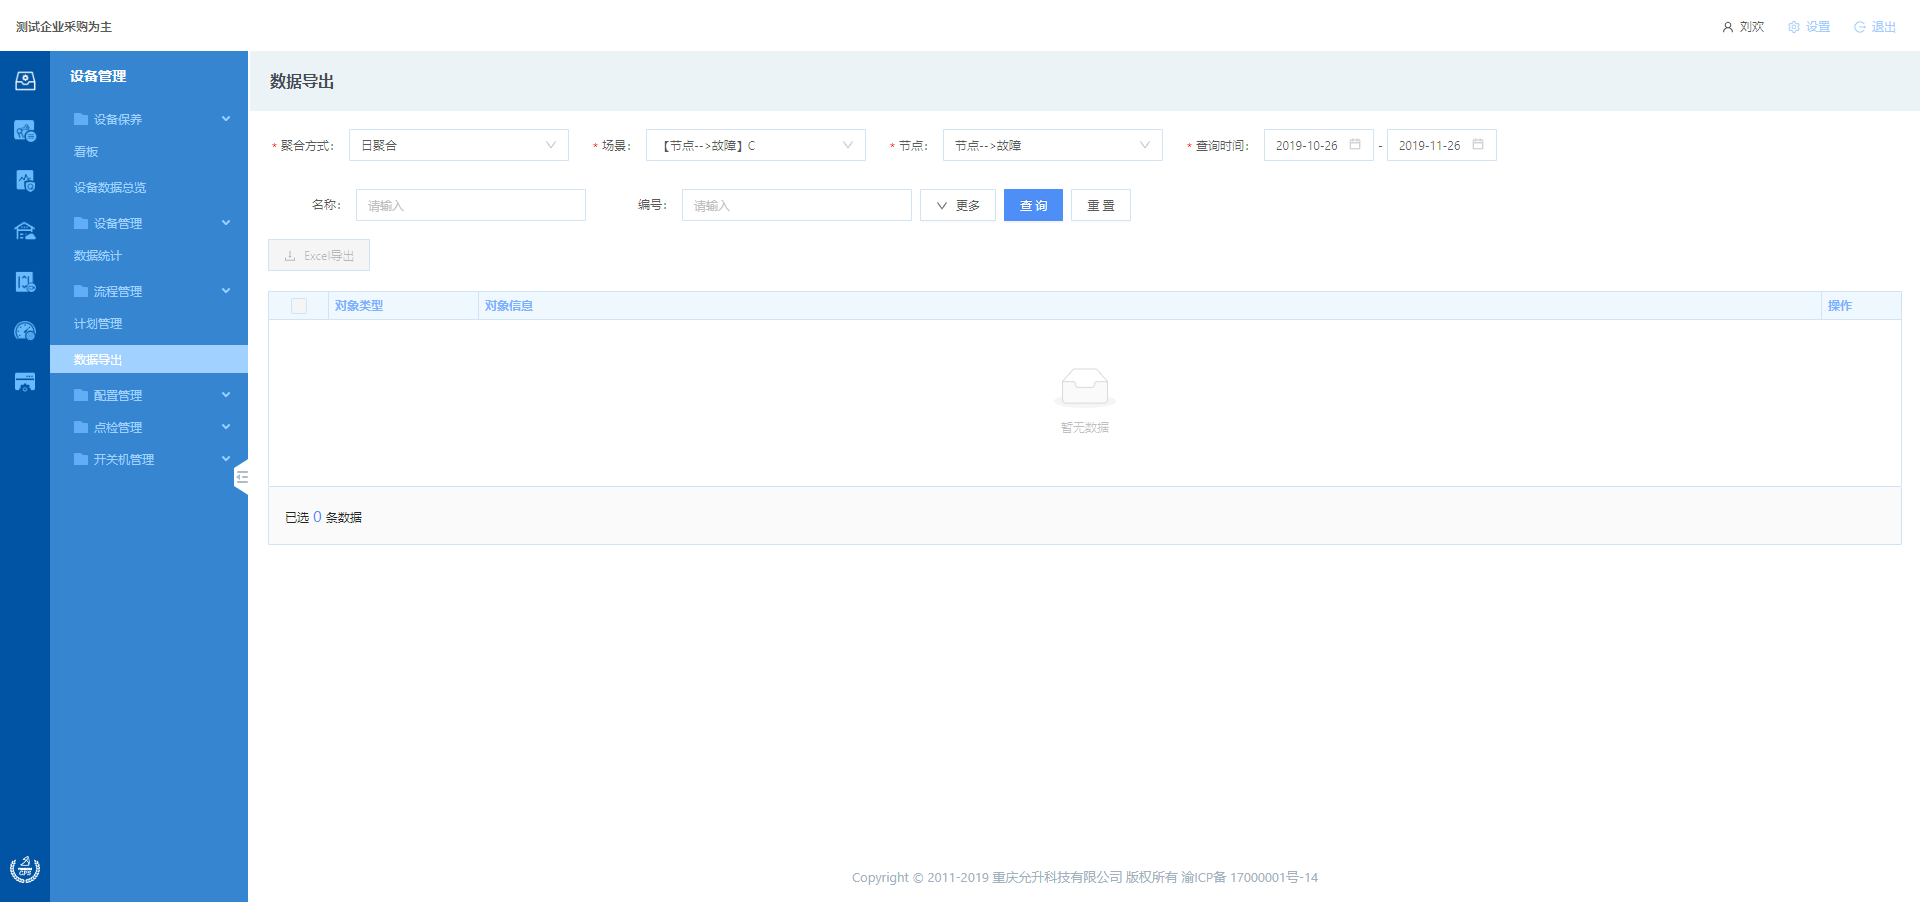 测试企业采购为主
刘欢 设置 退出
设备管理
设备保养
看板
设备数据总览
设备管理
数据统计
流程管理
计划管理
数据导出
配置管理
点检管理
开关机管理
CPS
数据导出
* 聚合方式： 日聚合 * 场景： 【节点-->故障】C * 节点： 节点-->故障 * 查询时间： 2019-10-26 - 2019-11-26
名称： 请输入 编号： 请输入 更多 查 询 重 置
Excel导出
对象类型 对象信息 操作
暂无数据
已选 0 条数据
Copyright © 2011-2019 重庆允升科技有限公司 版权所有 渝ICP备 17000001号-14